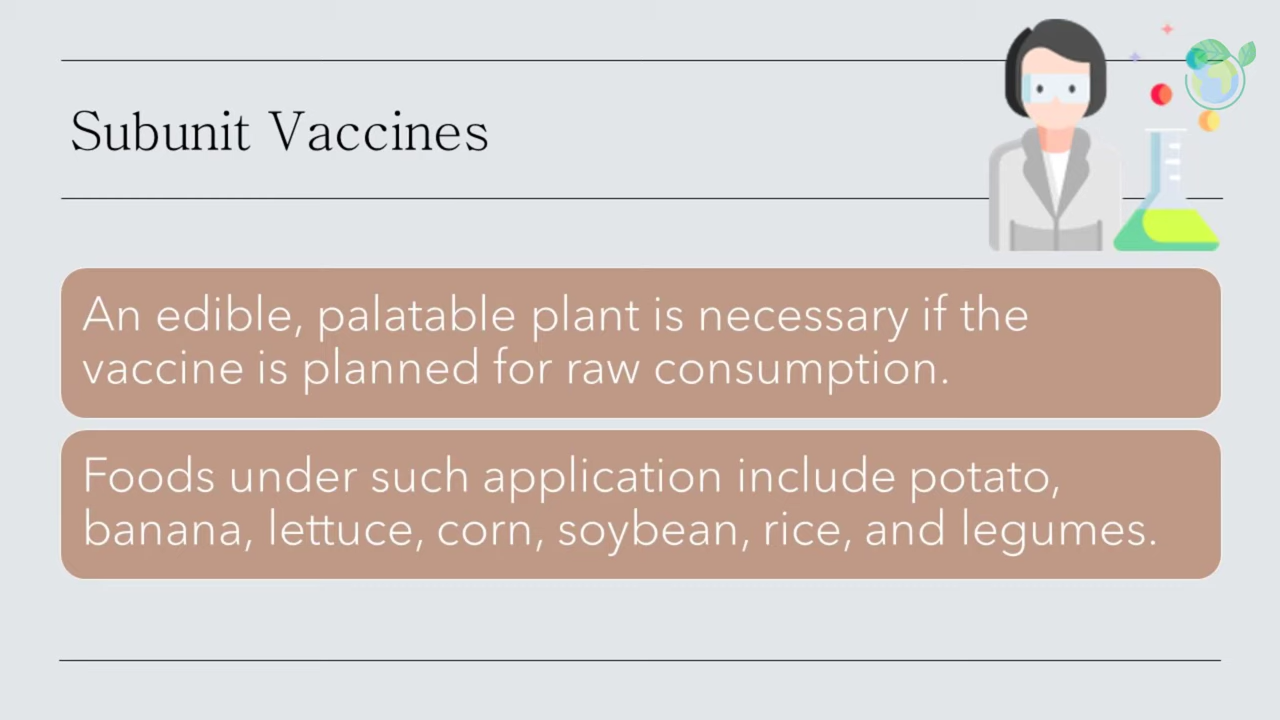 Subunit Vaccines
An edible, palatable plant is necessary if the
vaccine is planned for raw consumption.
Foods under such application include potato,
banana, lettuce, corn, soybean, rice, and legumes.